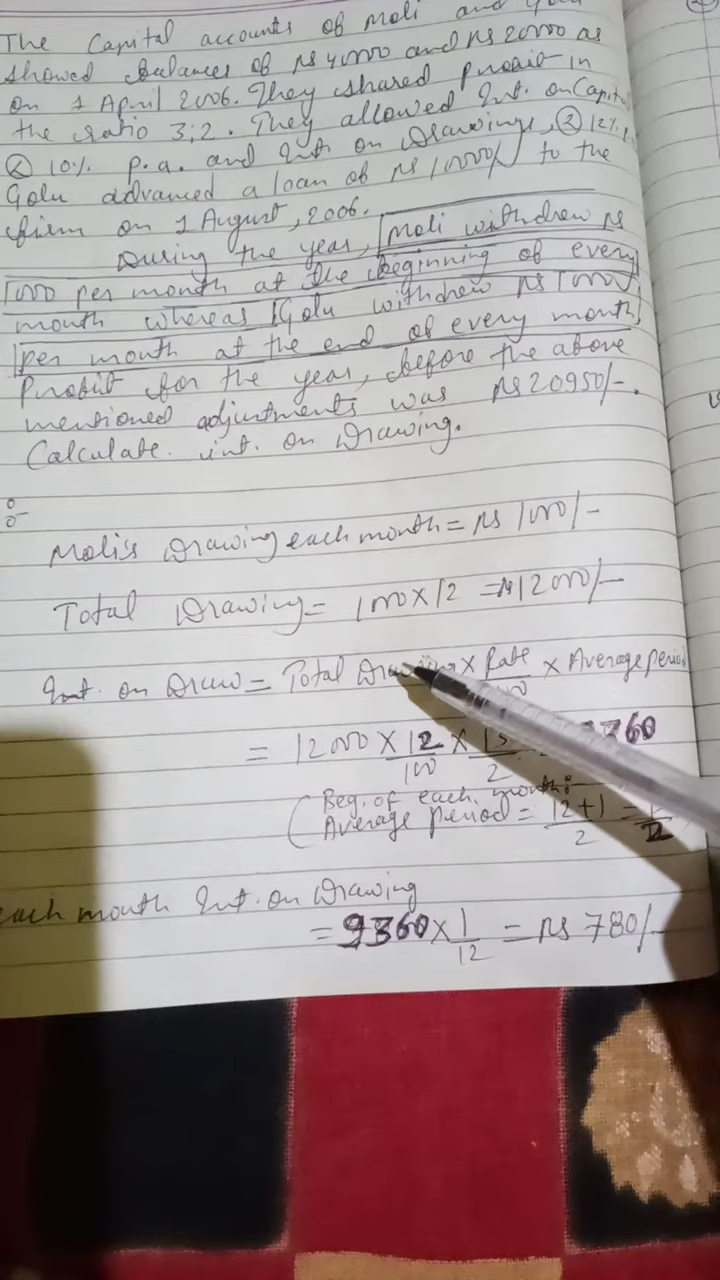 The Capital accounts of Moli and
showed balances of Rs 40000 and Rs 20000 as
on 1 April 2006. They shared Profit in
the ratio 3:2. They allowed Int. on Capital
@ 10% p.a. and Int on Drawings, @ 12%
Golu advanced a loan of Rs 10000/- to the
firm on 1 August, 2006.
During the year, Moli withdrew Rs
1000 per month at the beginning of every
month whereas Golu withdrew Rs 1000
per month at the end of every month
Profit for the year, before the above
mentioned adjustments was Rs 20950/-.
Calculate int. on Drawing.
Moli's Drawing each month = Rs 1000/-
Total Drawing = 1000 × 12 = Rs 12000/-
Int. on Draw = Total Drawing × Rate/100 × Average period
= 12000 × 12/100 × 13/2 9360
(Beg. of each month:
Average period = 12+1/2 =
each month Int. on Drawing
= 9360 × 1/12 = Rs 780/-